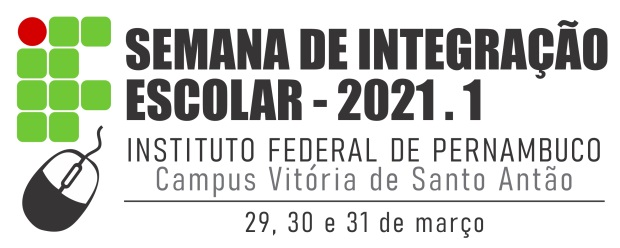 SEMANA DE INTEGRAÇÃO
ESCOLAR - 2021.1
INSTITUTO FEDERAL DE PERNAMBUCO
Campus Vitória de Santo Antão
29, 30 e 31 de março